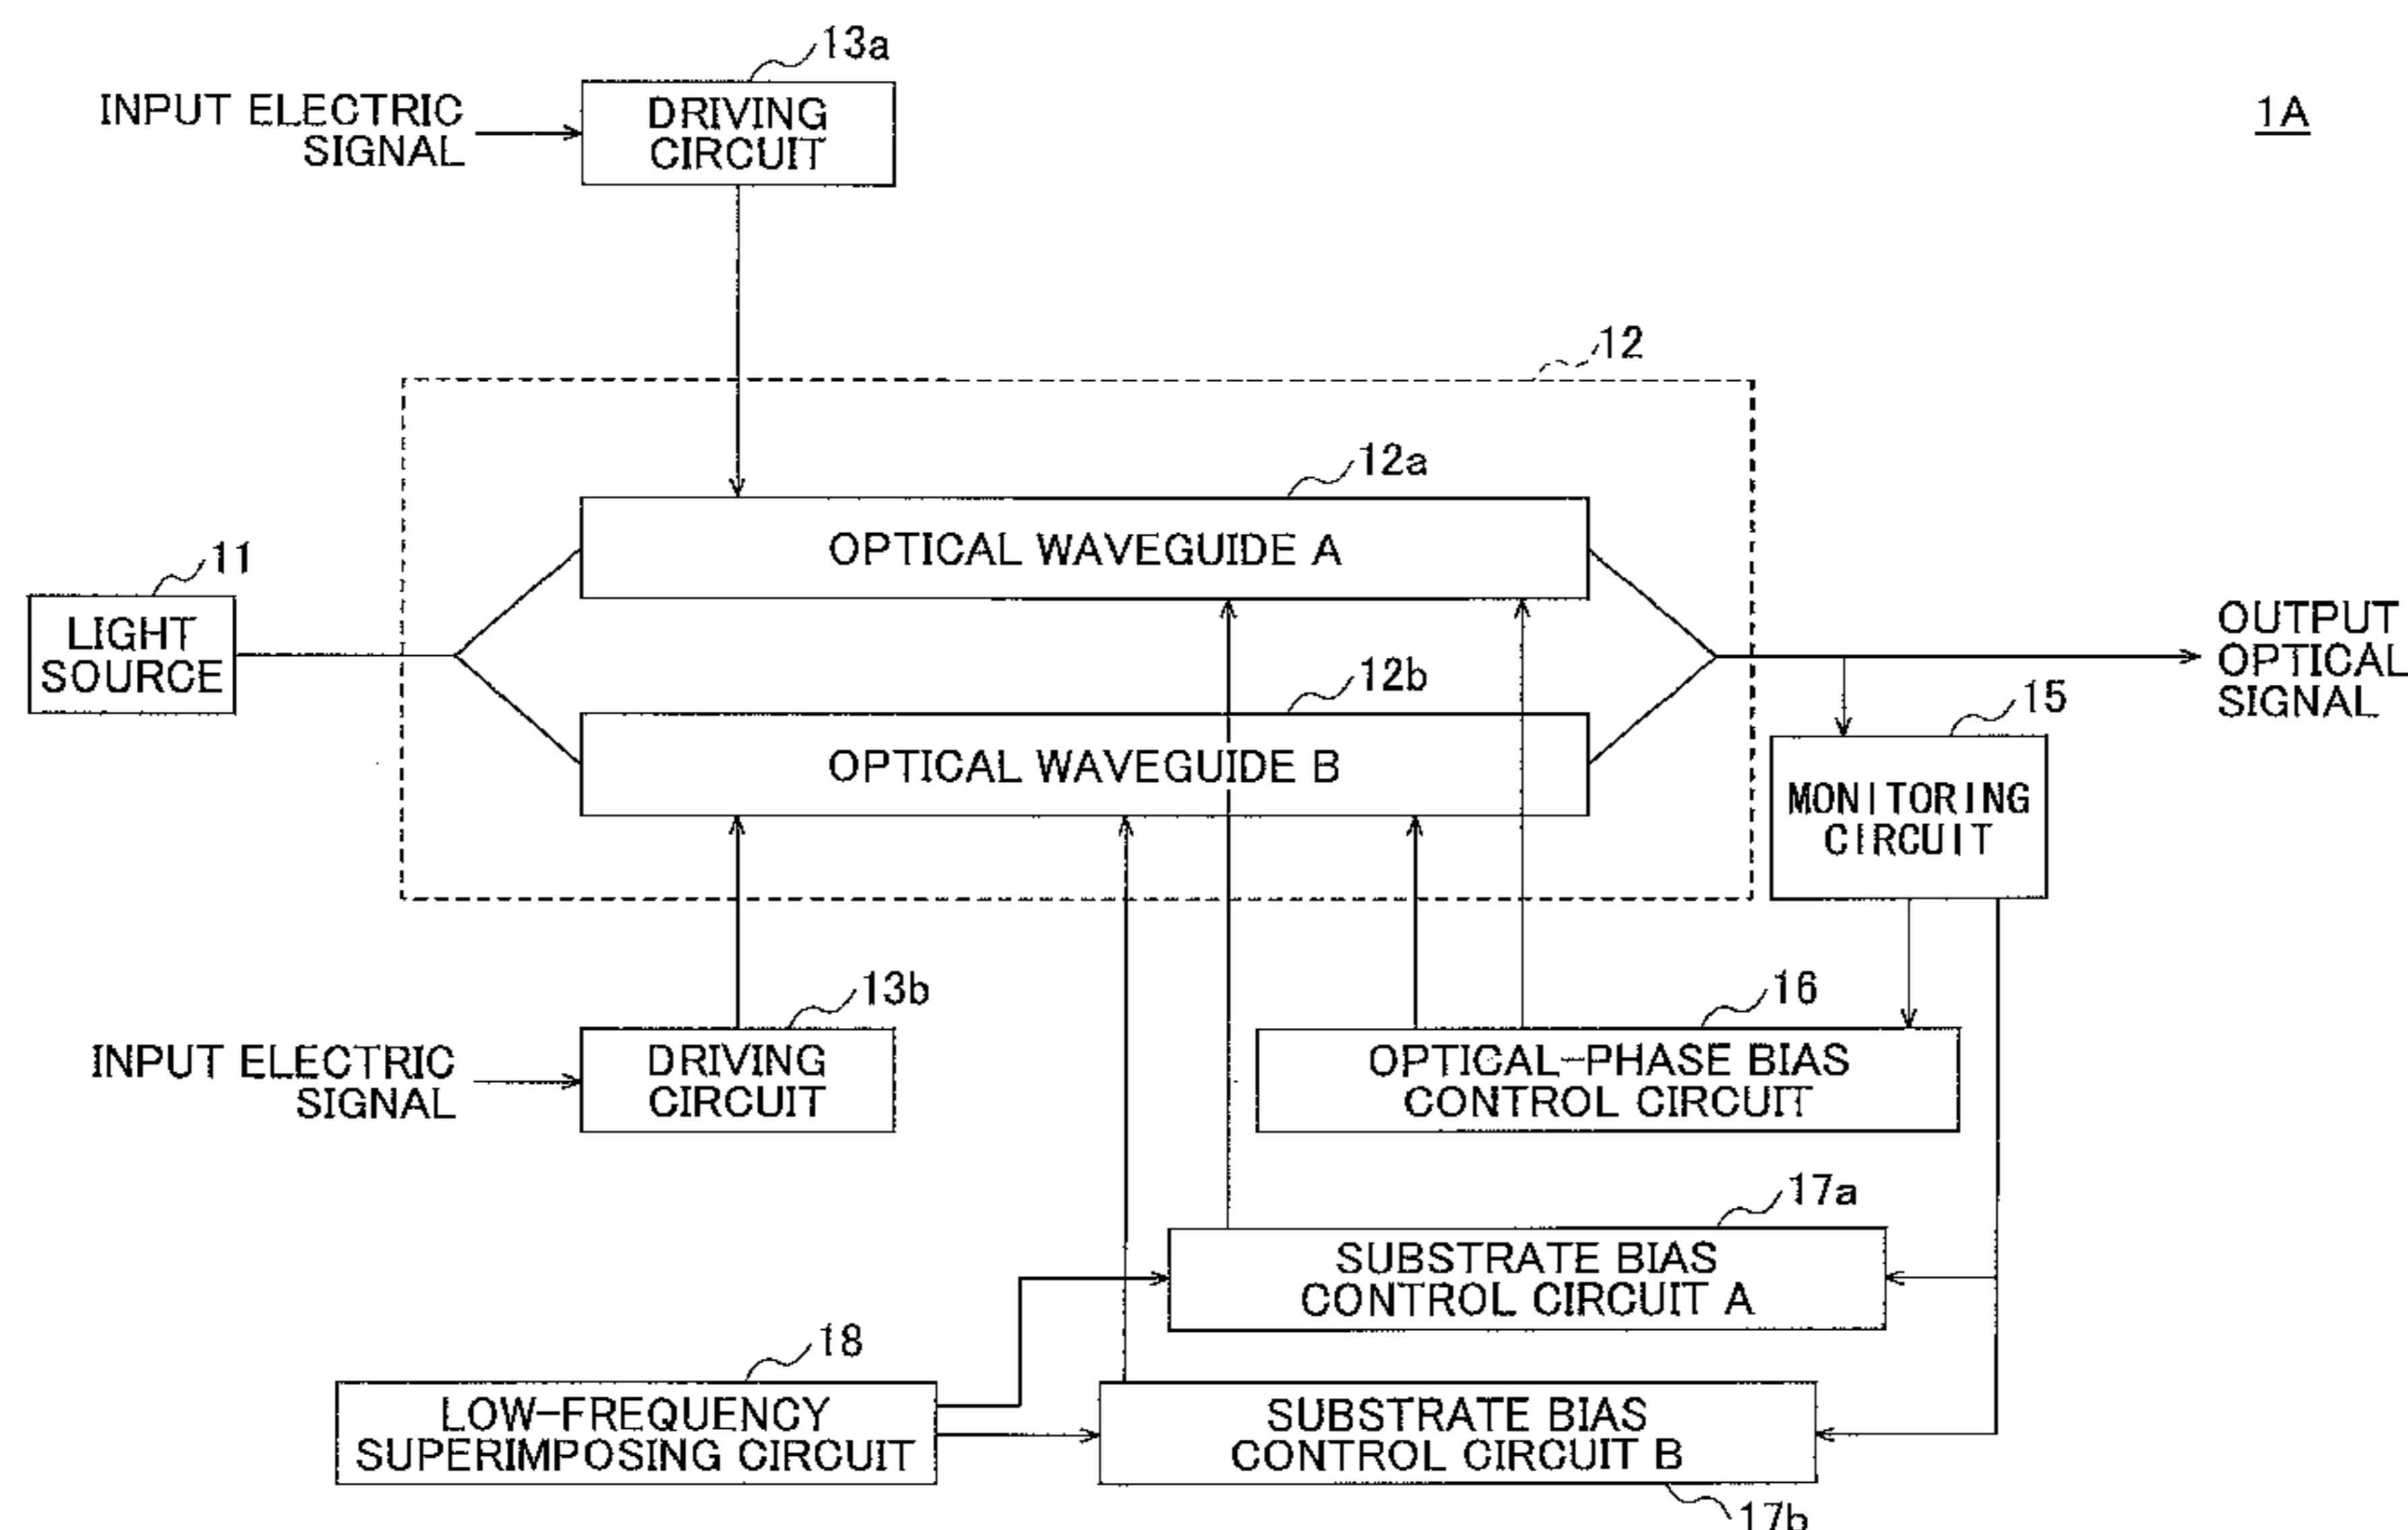 13a
INPUT ELECTRIC
SIGNAL
DRIVING
CIRCUIT
1A
12
12a
OPTICAL WAVEGUIDE A
11
LIGHT
SOURCE
12b
OPTICAL WAVEGUIDE B
OUTPUT
OPTICAL
SIGNAL
15
MONITORING
CIRCUIT
13b
INPUT ELECTRIC
SIGNAL
DRIVING
CIRCUIT
16
OPTICAL-PHASE BIAS
CONTROL CIRCUIT
17a
SUBSTRATE BIAS
CONTROL CIRCUIT A
18
LOW-FREQUENCY
SUPERIMPOSING CIRCUIT
SUBSTRATE BIAS
CONTROL CIRCUIT B
17b